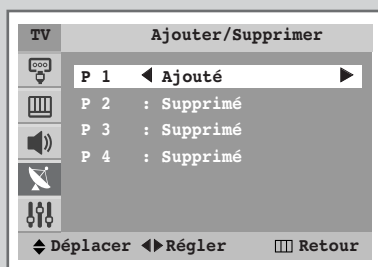 TV Ajouter/Supprimer
P 1 ◀ Ajouté ▶
P 2 : Supprimé
P 3 : Supprimé
P 4 : Supprimé
Déplacer Régler Retour